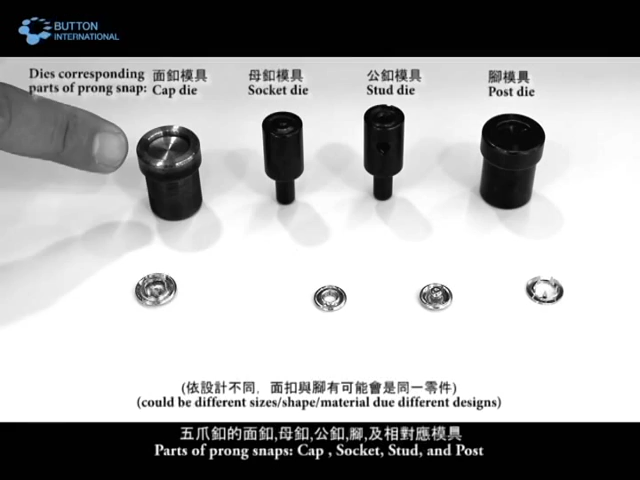 BUTTON
INTERNATIONAL
Dies corresponding
parts of prong snap:
面釦模具
Cap die
母釦模具
Socket die
公釦模具
Stud die
腳模具
Post die
(依設計不同, 面扣與腳有可能會是同一零件)
(could be different sizes/shape/material due different designs)
五爪釦的面釦,母釦,公釦,腳,及相對應模具
Parts of prong snaps: Cap , Socket, Stud, and Post